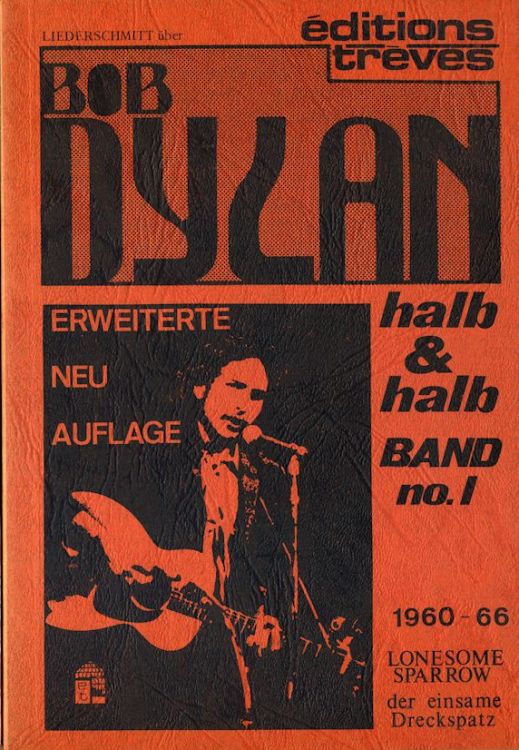 LIEDERSCHMITT über
éditions
trèves
BOB
DYLAN
ERWEITERTE
NEU
AUFLAGE
halb
&
halb
BAND
no. 1
1960-66
LONESOME
SPARROW
der einsame
Dreckspatz